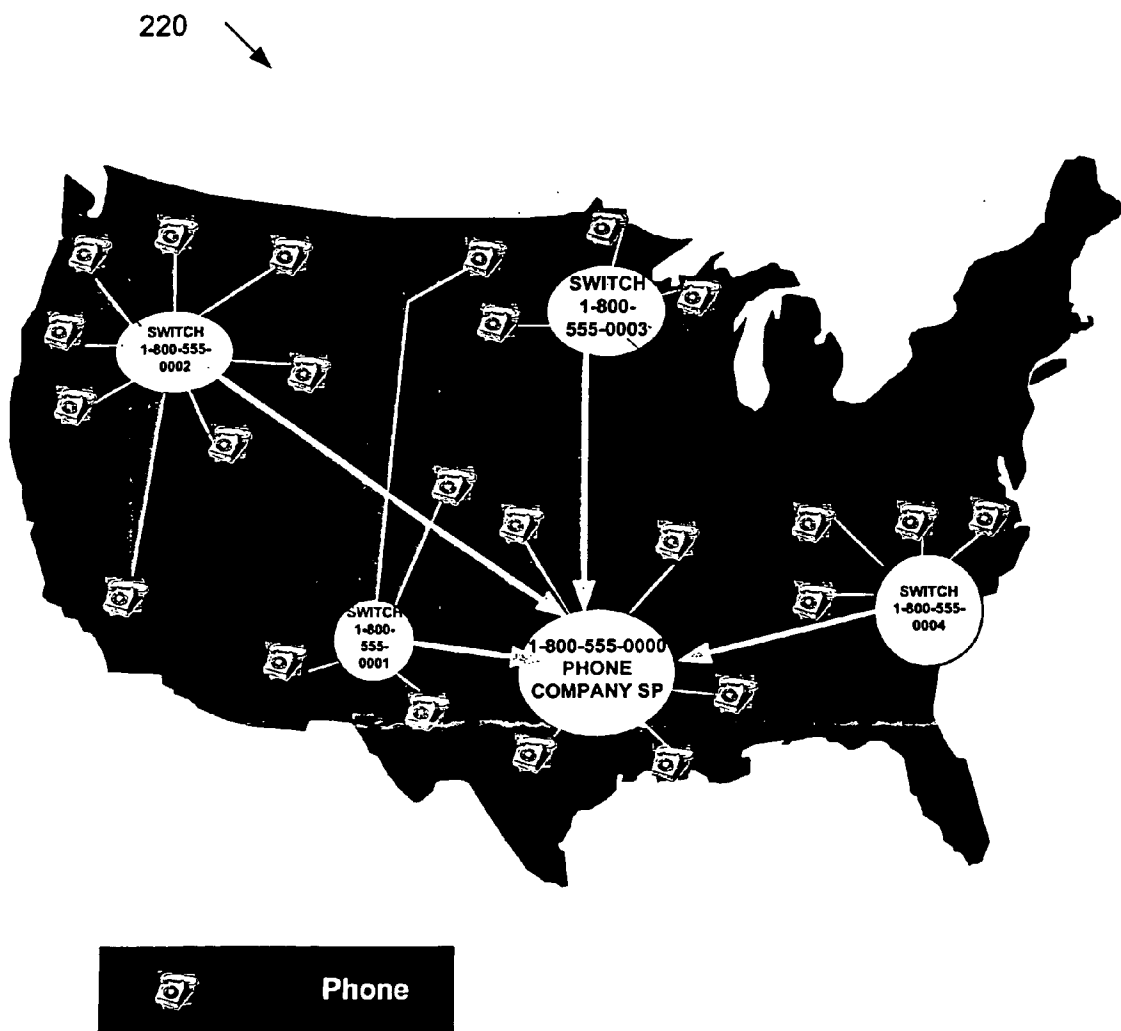 220
SWITCH
1-800-
555-0003
SWITCH
1-800-555-
0002
SWITCH
1-800-
555-
0001
1-800-555-0000
PHONE
COMPANY SP
SWITCH
1-800-555-
0004
Phone